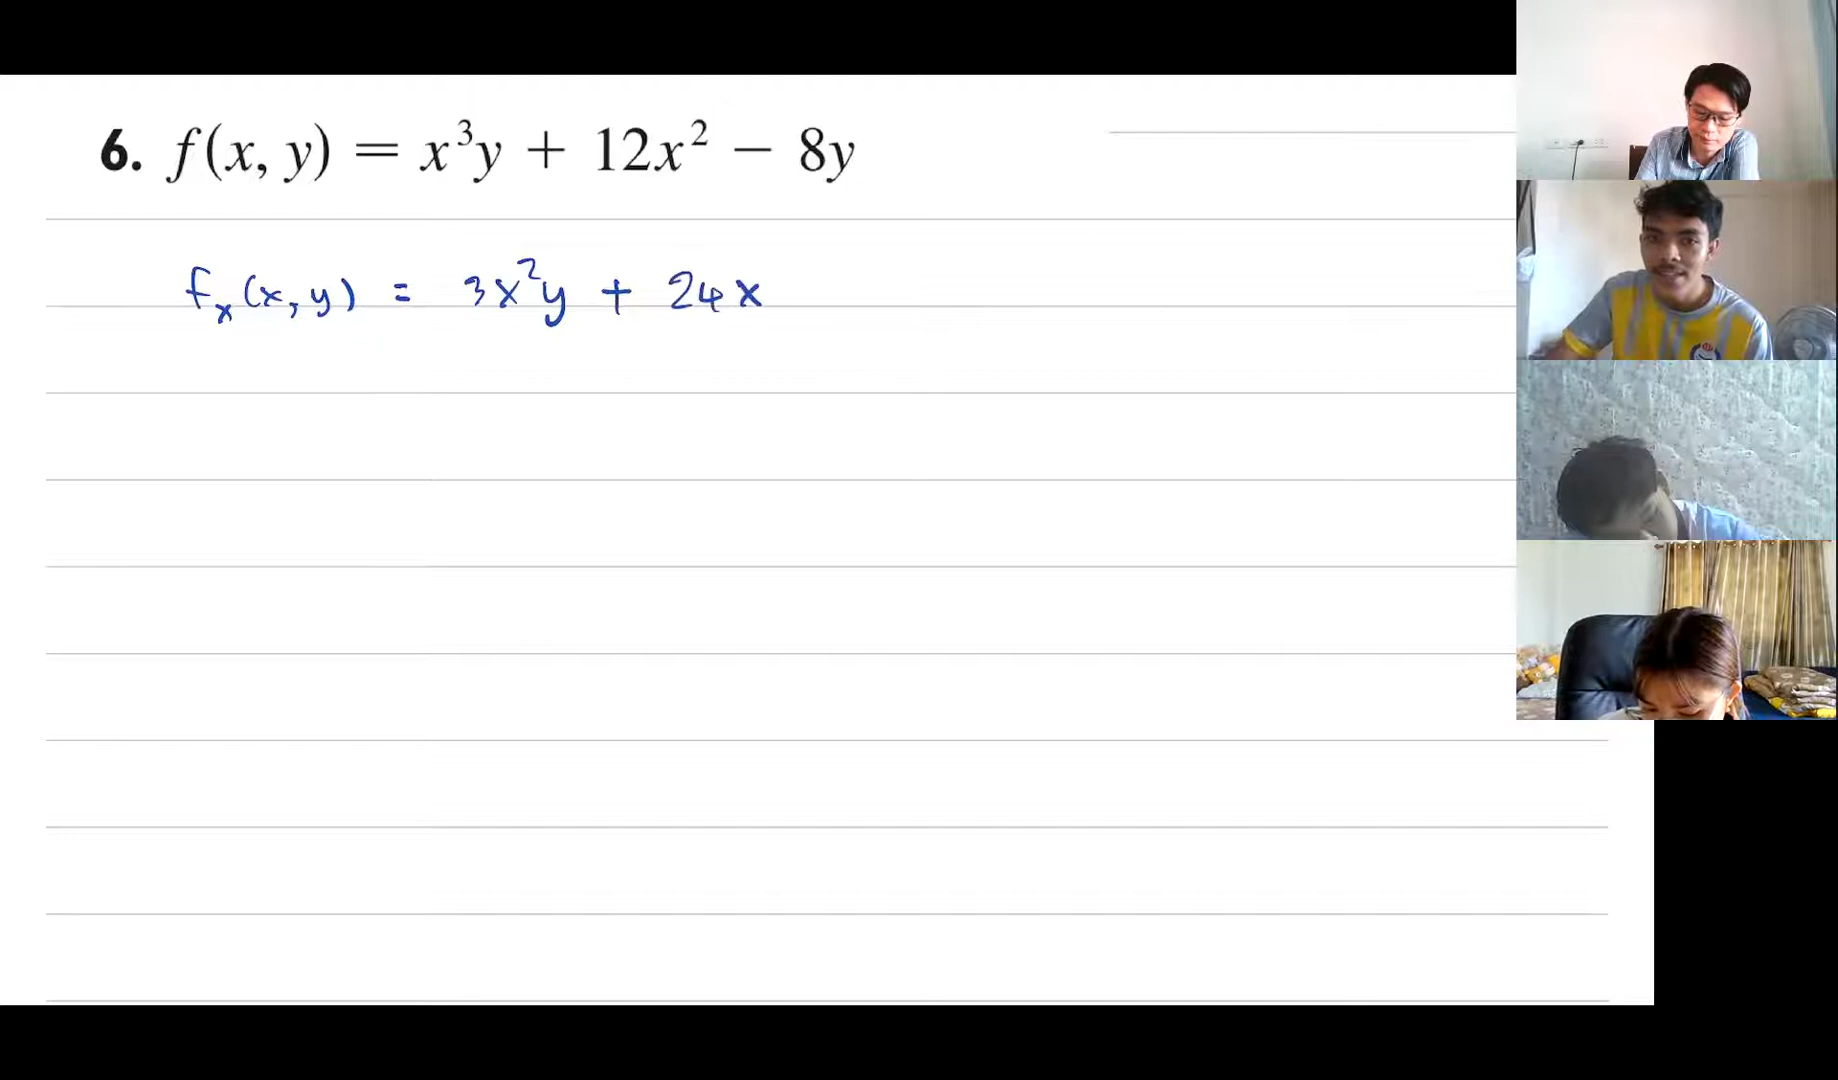 6. f(x, y) = x³y + 12x² − 8y
fₓ(x, y) = 3x²y + 24x